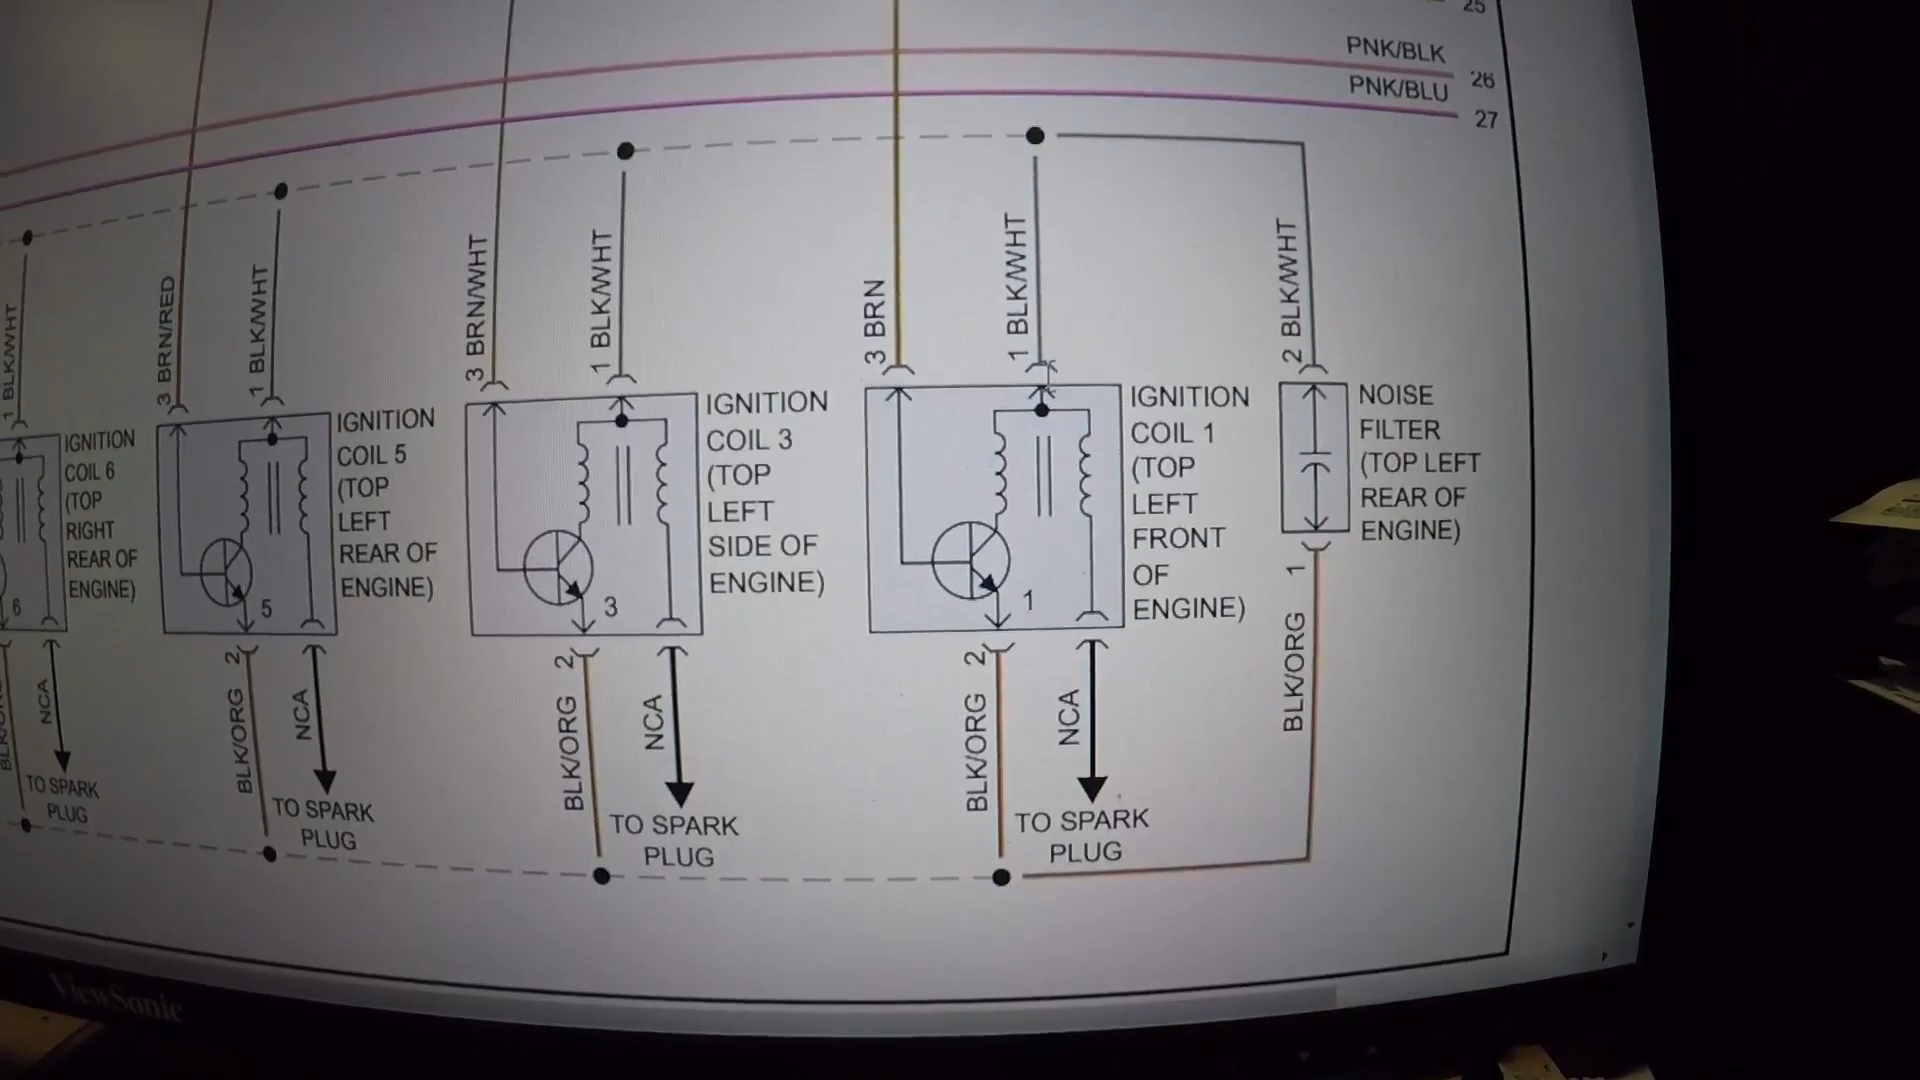 25
PNK/BLK
26
PNK/BLU
27
1 BLK/WHT
3 BRN/RED
1 BLK/WHT
3 BRN/WHT
1 BLK/WHT
3 BRN
1 BLK/WHT
2 BLK/WHT
IGNITION
COIL 6
(TOP
RIGHT
REAR OF
ENGINE)
6
IGNITION
COIL 5
(TOP
LEFT
REAR OF
ENGINE)
5
IGNITION
COIL 3
(TOP
LEFT
SIDE OF
ENGINE)
3
IGNITION
COIL 1
(TOP
LEFT
FRONT
OF
ENGINE)
1
NOISE
FILTER
(TOP LEFT
REAR OF
ENGINE)
NCA
TO SPARK
PLUG
BLK/ORG 2
NCA
TO SPARK
PLUG
BLK/ORG 2
NCA
TO SPARK
PLUG
BLK/ORG 2
NCA
TO SPARK
PLUG
BLK/ORG 1
ViewSonic